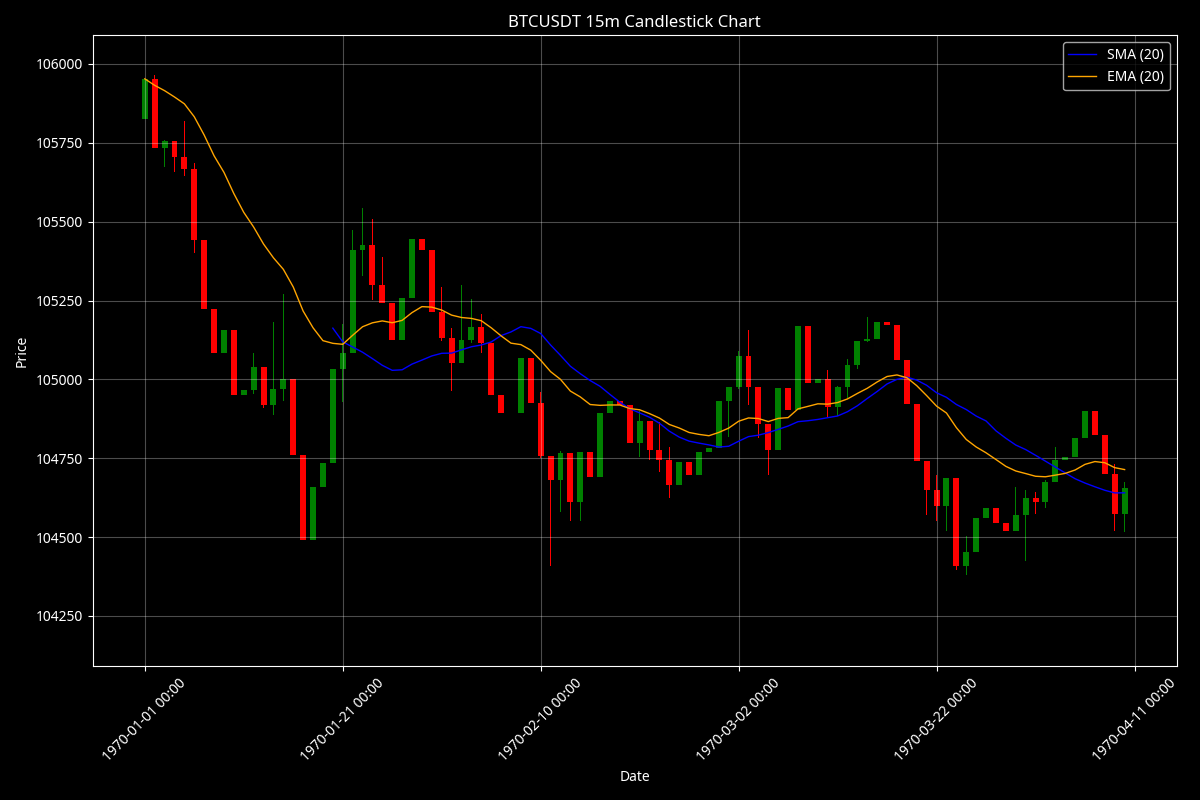 BTCUSDT 15m Candlestick Chart
SMA (20)
EMA (20)
106000
105750
105500
105250
105000
104750
104500
104250
Price
1970-01-01 00:00
1970-01-21 00:00
1970-02-10 00:00
1970-03-02 00:00
1970-03-22 00:00
1970-04-11 00:00
Date